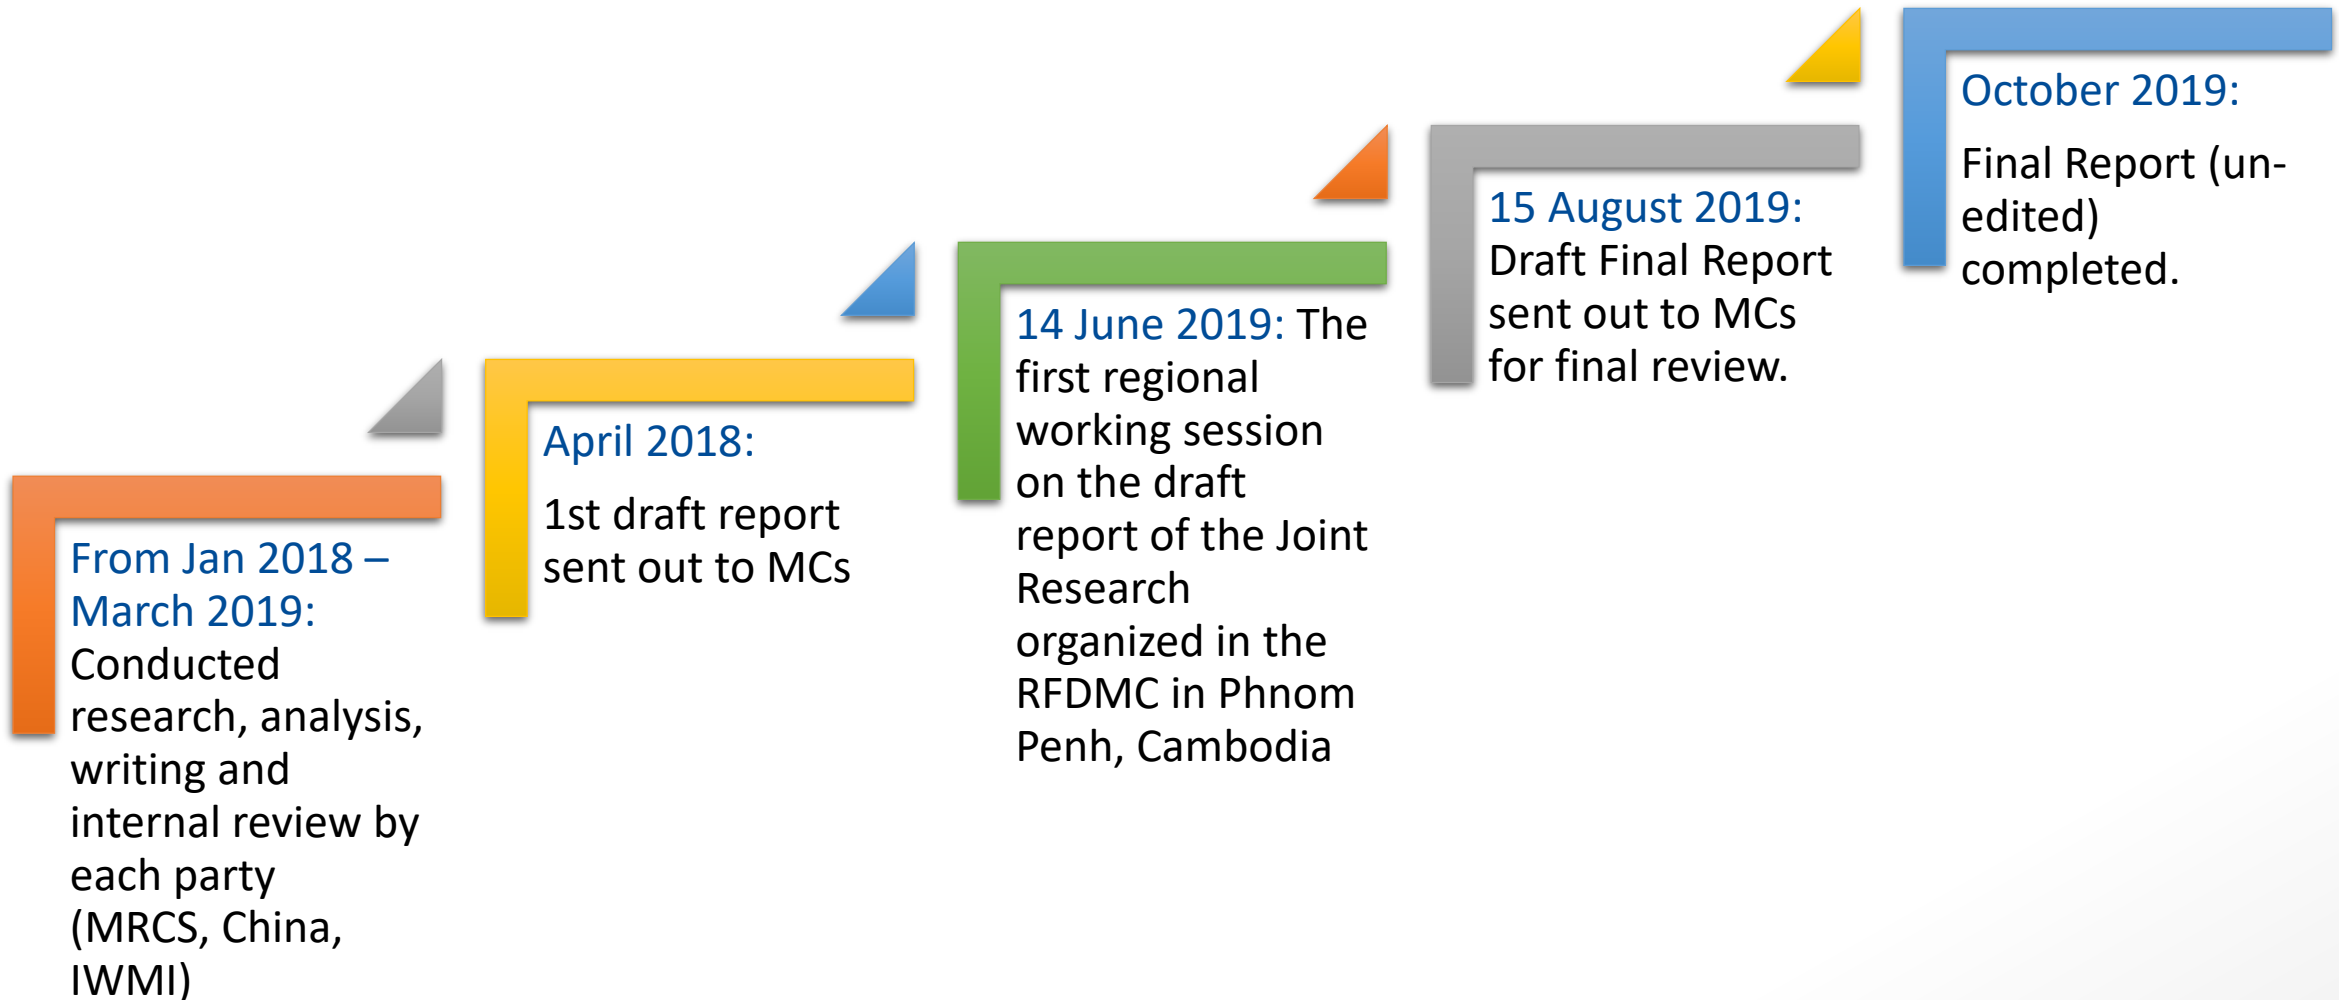 From Jan 2018 –
March 2019:
Conducted
research, analysis,
writing and
internal review by
each party
(MRCS, China,
IWMI)
April 2018:
1st draft report
sent out to MCs
14 June 2019: The
first regional
working session
on the draft
report of the Joint
Research
organized in the
RFDMC in Phnom
Penh, Cambodia
15 August 2019:
Draft Final Report
sent out to MCs
for final review.
October 2019:
Final Report (un-
edited)
completed.